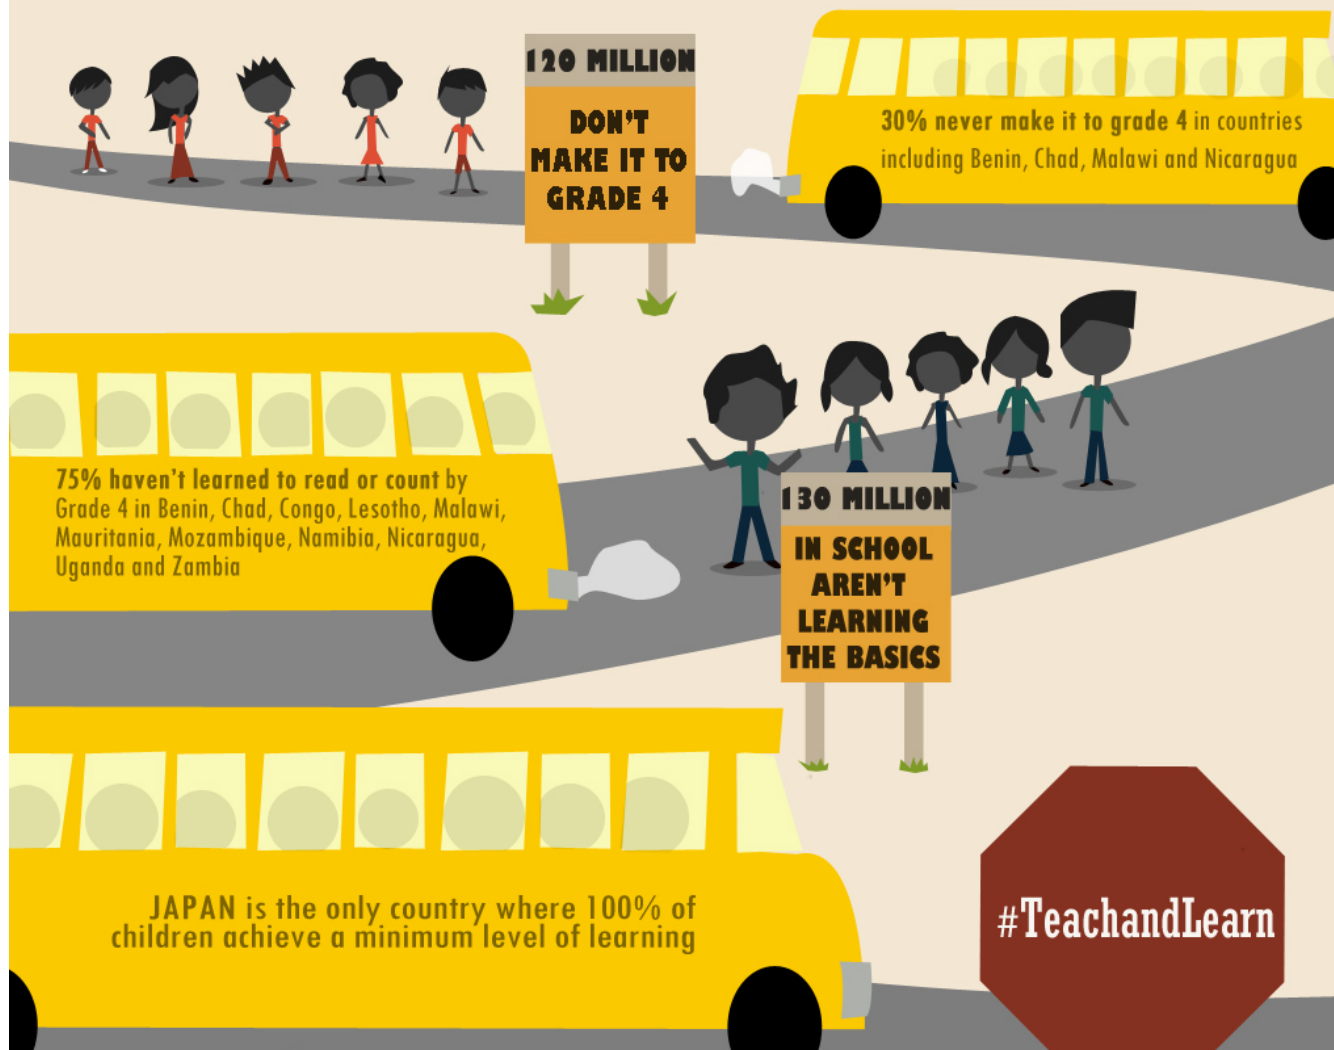 120 MILLION
DON'T
MAKE IT TO
GRADE 4
30% never make it to grade 4 in countries
including Benin, Chad, Malawi and Nicaragua
75% haven't learned to read or count by
Grade 4 in Benin, Chad, Congo, Lesotho, Malawi,
Mauritania, Mozambique, Namibia, Nicaragua,
Uganda and Zambia
130 MILLION
IN SCHOOL
AREN'T
LEARNING
THE BASICS
JAPAN is the only country where 100% of
children achieve a minimum level of learning
#TeachandLearn